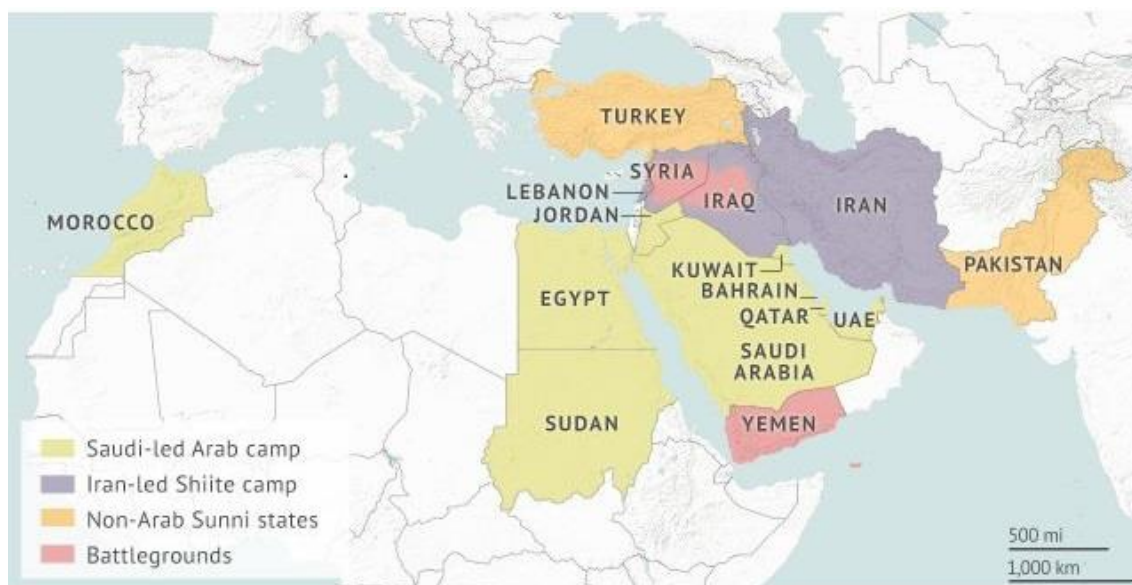 TURKEY
SYRIA
LEBANON
IRAQ
IRAN
JORDAN
MOROCCO
PAKISTAN
KUWAIT
BAHRAIN
EGYPT
QATAR
UAE
SAUDI
ARABIA
SUDAN
YEMEN
Saudi-led Arab camp
Iran-led Shiite camp
Non-Arab Sunni states
Battlegrounds
500 mi
1,000 km